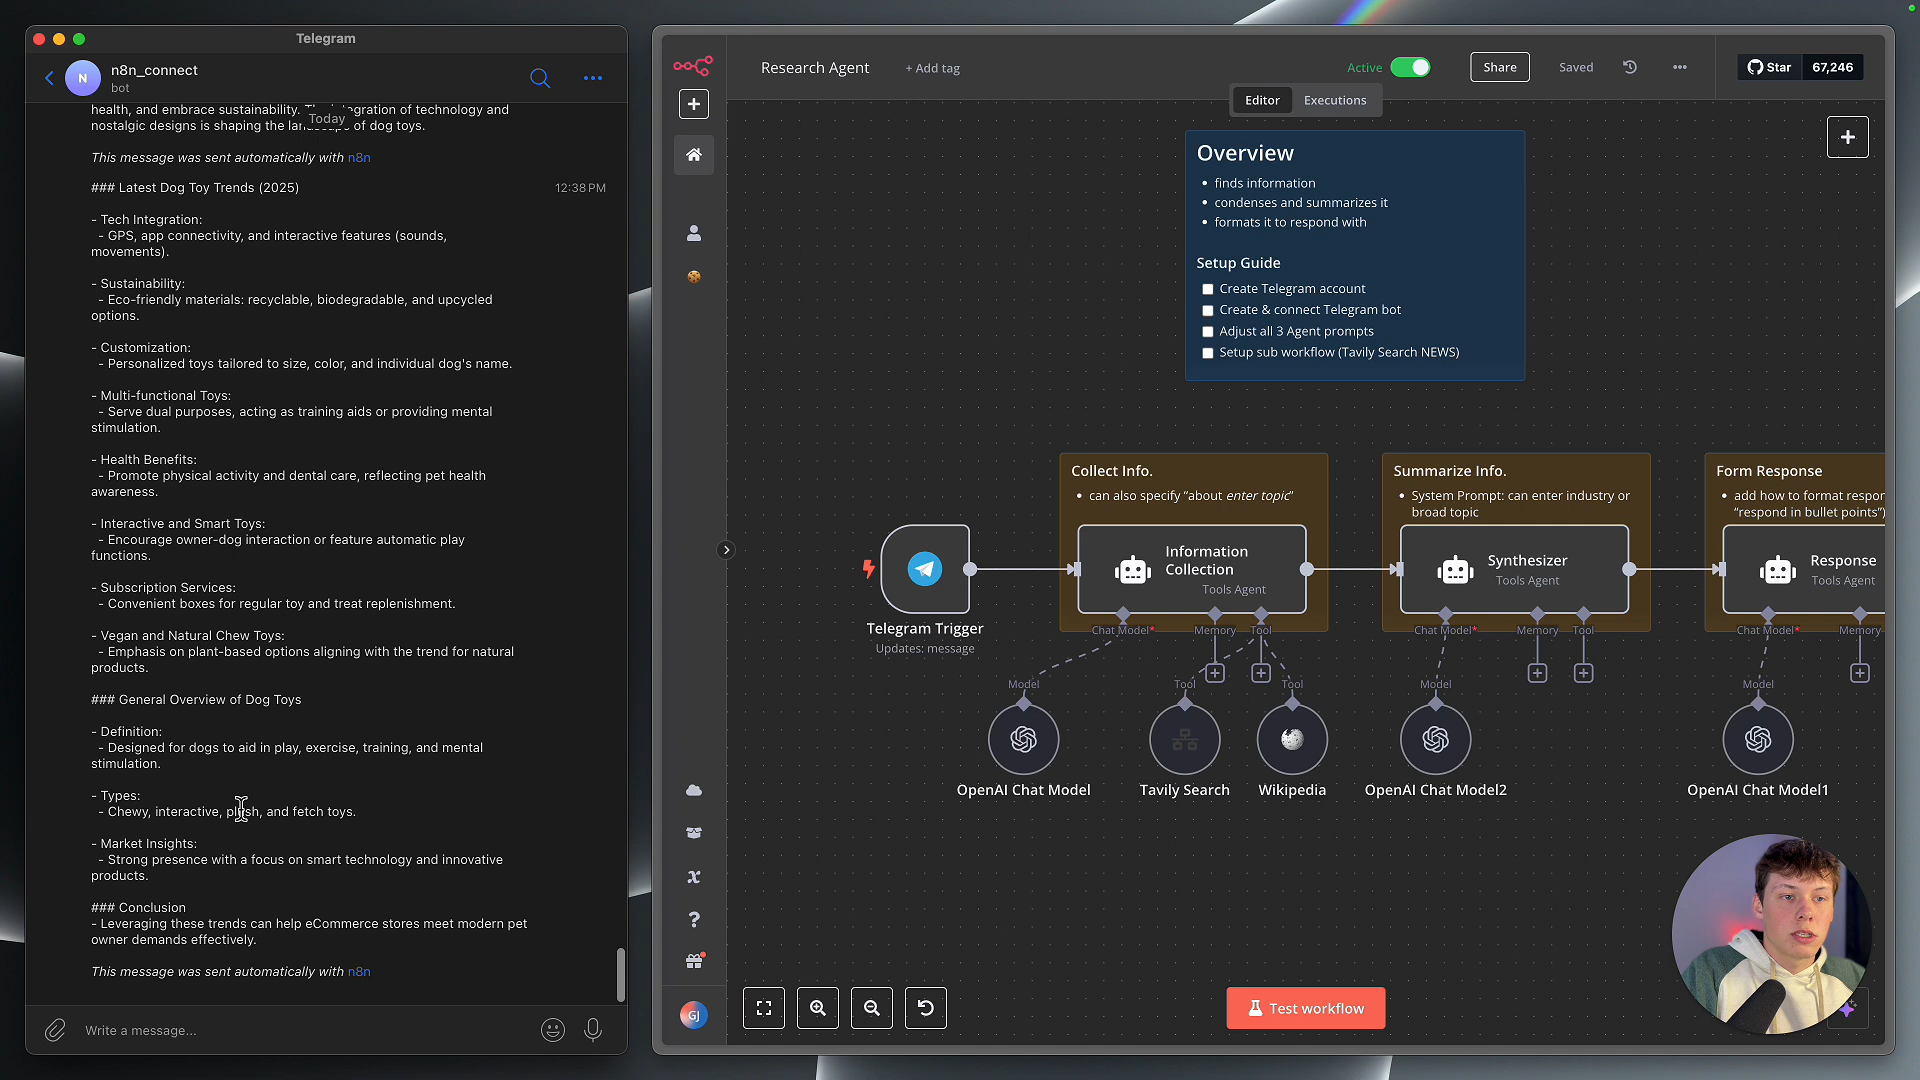 Telegram
N
n8n_connect
bot
health, and embrace sustainability. The integration of technology and
Today
nostalgic designs is shaping the landscape of dog toys.
This message was sent automatically with n8n
### Latest Dog Toy Trends (2025)
12:38 PM
- Tech Integration:
- GPS, app connectivity, and interactive features (sounds,
movements).
- Sustainability:
- Eco-friendly materials: recyclable, biodegradable, and upcycled
options.
- Customization:
- Personalized toys tailored to size, color, and individual dog's name.
- Multi-functional Toys:
- Serve dual purposes, acting as training aids or providing mental
stimulation.
- Health Benefits:
- Promote physical activity and dental care, reflecting pet health
awareness.
- Interactive and Smart Toys:
- Encourage owner-dog interaction or feature automatic play
functions.
- Subscription Services:
- Convenient boxes for regular toy and treat replenishment.
- Vegan and Natural Chew Toys:
- Emphasis on plant-based options aligning with the trend for natural
products.
### General Overview of Dog Toys
- Definition:
- Designed for dogs to aid in play, exercise, training, and mental
stimulation.
- Types:
- Chewy, interactive, plush, and fetch toys.
- Market Insights:
- Strong presence with a focus on smart technology and innovative
products.
### Conclusion
- Leveraging these trends can help eCommerce stores meet modern pet
owner demands effectively.
This message was sent automatically with n8n
Write a message...
Research Agent
+ Add tag
Active
Share
Saved
Star
67,246
Editor
Executions
Overview
• finds information
• condenses and summarizes it
• formats it to respond with
Setup Guide
Create Telegram account
Create & connect Telegram bot
Adjust all 3 Agent prompts
Setup sub workflow (Tavily Search NEWS)
Collect Info.
• can also specify "about enter topic"
Summarize Info.
• System Prompt: can enter industry or
broad topic
Form Response
• add how to format respon
"respond in bullet points")
Telegram Trigger
Updates: message
Information
Collection
Tools Agent
Chat Model*
Memory
Tool
Synthesizer
Tools Agent
Chat Model*
Memory
Tool
Response
Tools Agent
Chat Model*
Memory
Model
Tool
Tool
Model
Model
OpenAI Chat Model
Tavily Search
Wikipedia
OpenAI Chat Model2
OpenAI Chat Model1
GJ
Test workflow